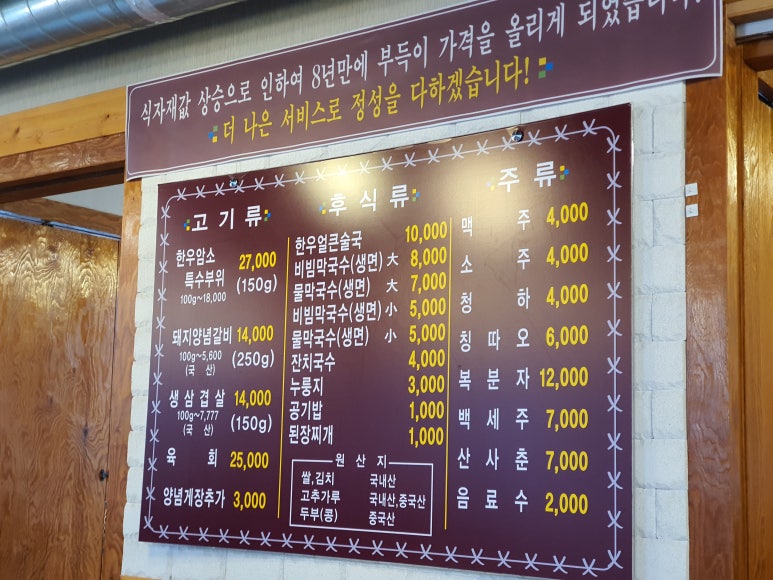 식자재값 상승으로 인하여 8년만에 부득이 가격을 올리게 되었습니다.
더 나은 서비스로 정성을 다하겠습니다!
고기류
한우암소 27,000
특수부위 (150g)
100g~18,000
돼지양념갈비 14,000
100g~5,600 (250g)
(국 산)
생삼겹살 14,000
100g~7,777 (150g)
(국 산)
육 회 25,000
양념게장추가 3,000
후식류
한우얼큰술국 10,000
비빔막국수(생면) 大 8,000
물막국수(생면) 大 7,000
비빔막국수(생면) 小 5,000
물막국수(생면) 小 5,000
잔치국수 4,000
누룽지 3,000
공기밥 1,000
된장찌개 1,000
원 산 지
쌀,김치 국내산
고추가루 국내산,중국산
두부(콩) 중국산
주류
맥 주 4,000
소 주 4,000
청 하 4,000
칭 따 오 6,000
복 분 자 12,000
백 세 주 7,000
산 사 춘 7,000
음 료 수 2,000